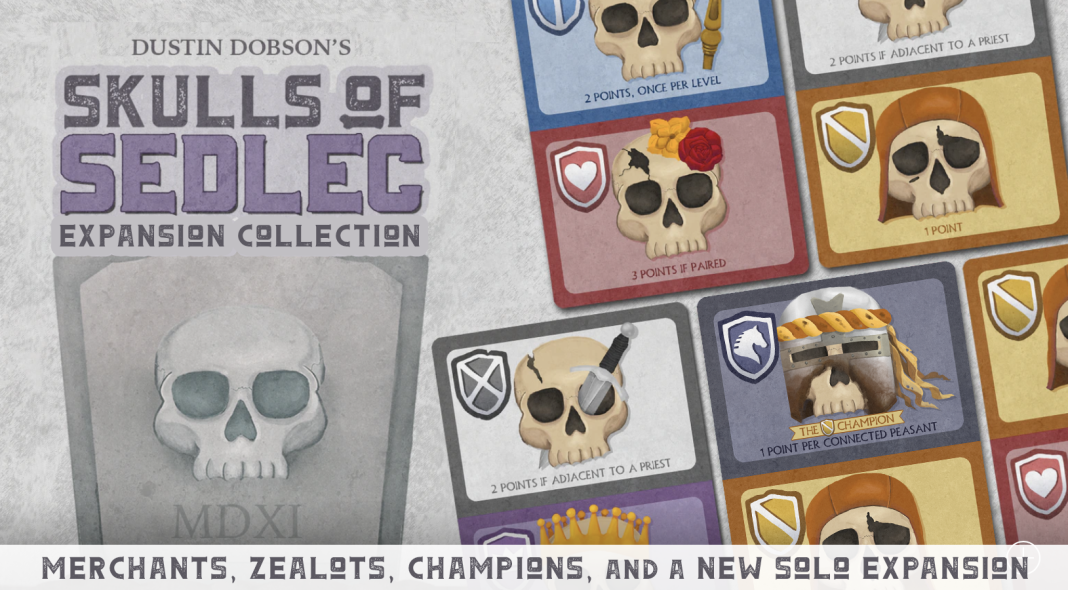 DUSTIN DOBSON'S
SKULLS OF
SEDLEC
EXPANSION COLLECTION
MDXI
2 POINTS, ONCE PER LEVEL
2 POINTS IF ADJACENT TO A PRIEST
3 POINTS IF PAIRED
1 POINT
2 POINTS IF ADJACENT TO A PRIEST
THE CHAMPION
1 POINT PER CONNECTED PEASANT
MERCHANTS, ZEALOTS, CHAMPIONS, AND A NEW SOLO EXPANSION